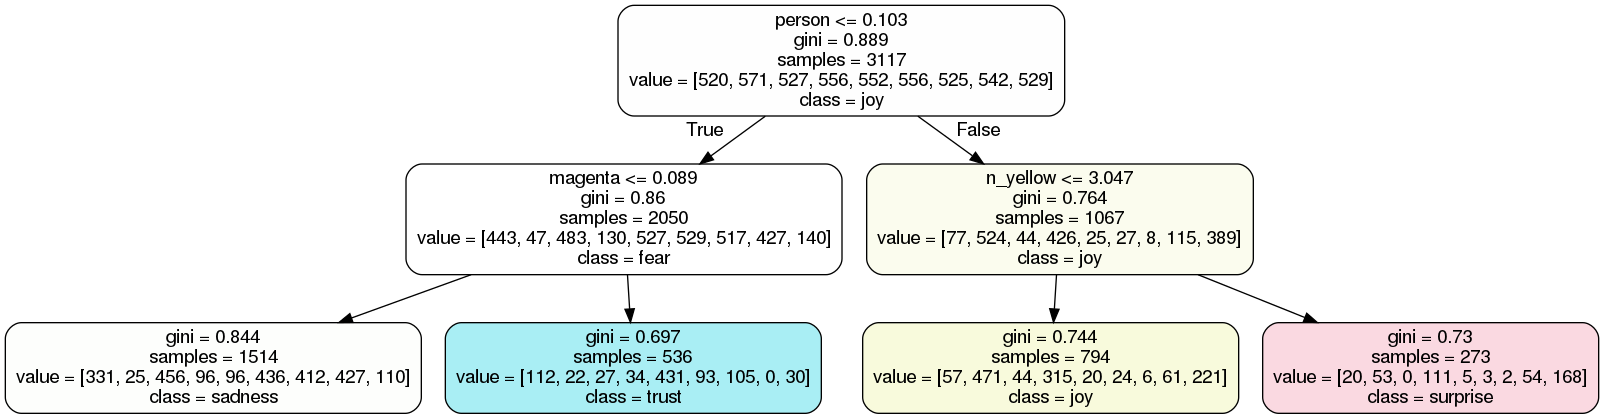 person <= 0.103
gini = 0.889
samples = 3117
value = [520, 571, 527, 556, 552, 556, 525, 542, 529]
class = joy
True
False
magenta <= 0.089
gini = 0.86
samples = 2050
value = [443, 47, 483, 130, 527, 529, 517, 427, 140]
class = fear
n_yellow <= 3.047
gini = 0.764
samples = 1067
value = [77, 524, 44, 426, 25, 27, 8, 115, 389]
class = joy
gini = 0.844
samples = 1514
value = [331, 25, 456, 96, 96, 436, 412, 427, 110]
class = sadness
gini = 0.697
samples = 536
value = [112, 22, 27, 34, 431, 93, 105, 0, 30]
class = trust
gini = 0.744
samples = 794
value = [57, 471, 44, 315, 20, 24, 6, 61, 221]
class = joy
gini = 0.73
samples = 273
value = [20, 53, 0, 111, 5, 3, 2, 54, 168]
class = surprise